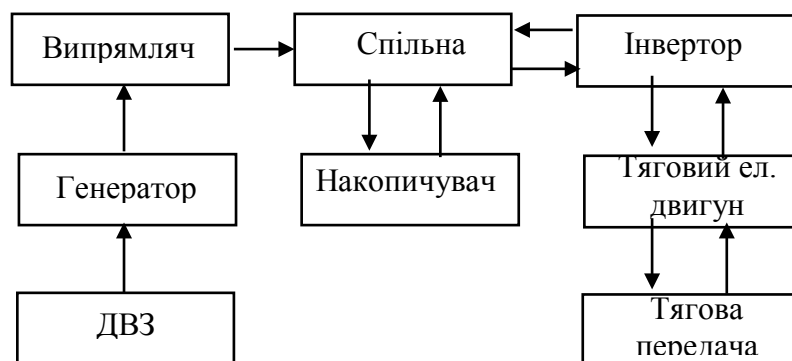 Випрямляч
Спільна
Інвертор
Генератор
Накопичувач
Тяговий ел.
двигун
ДВЗ
Тягова
передача